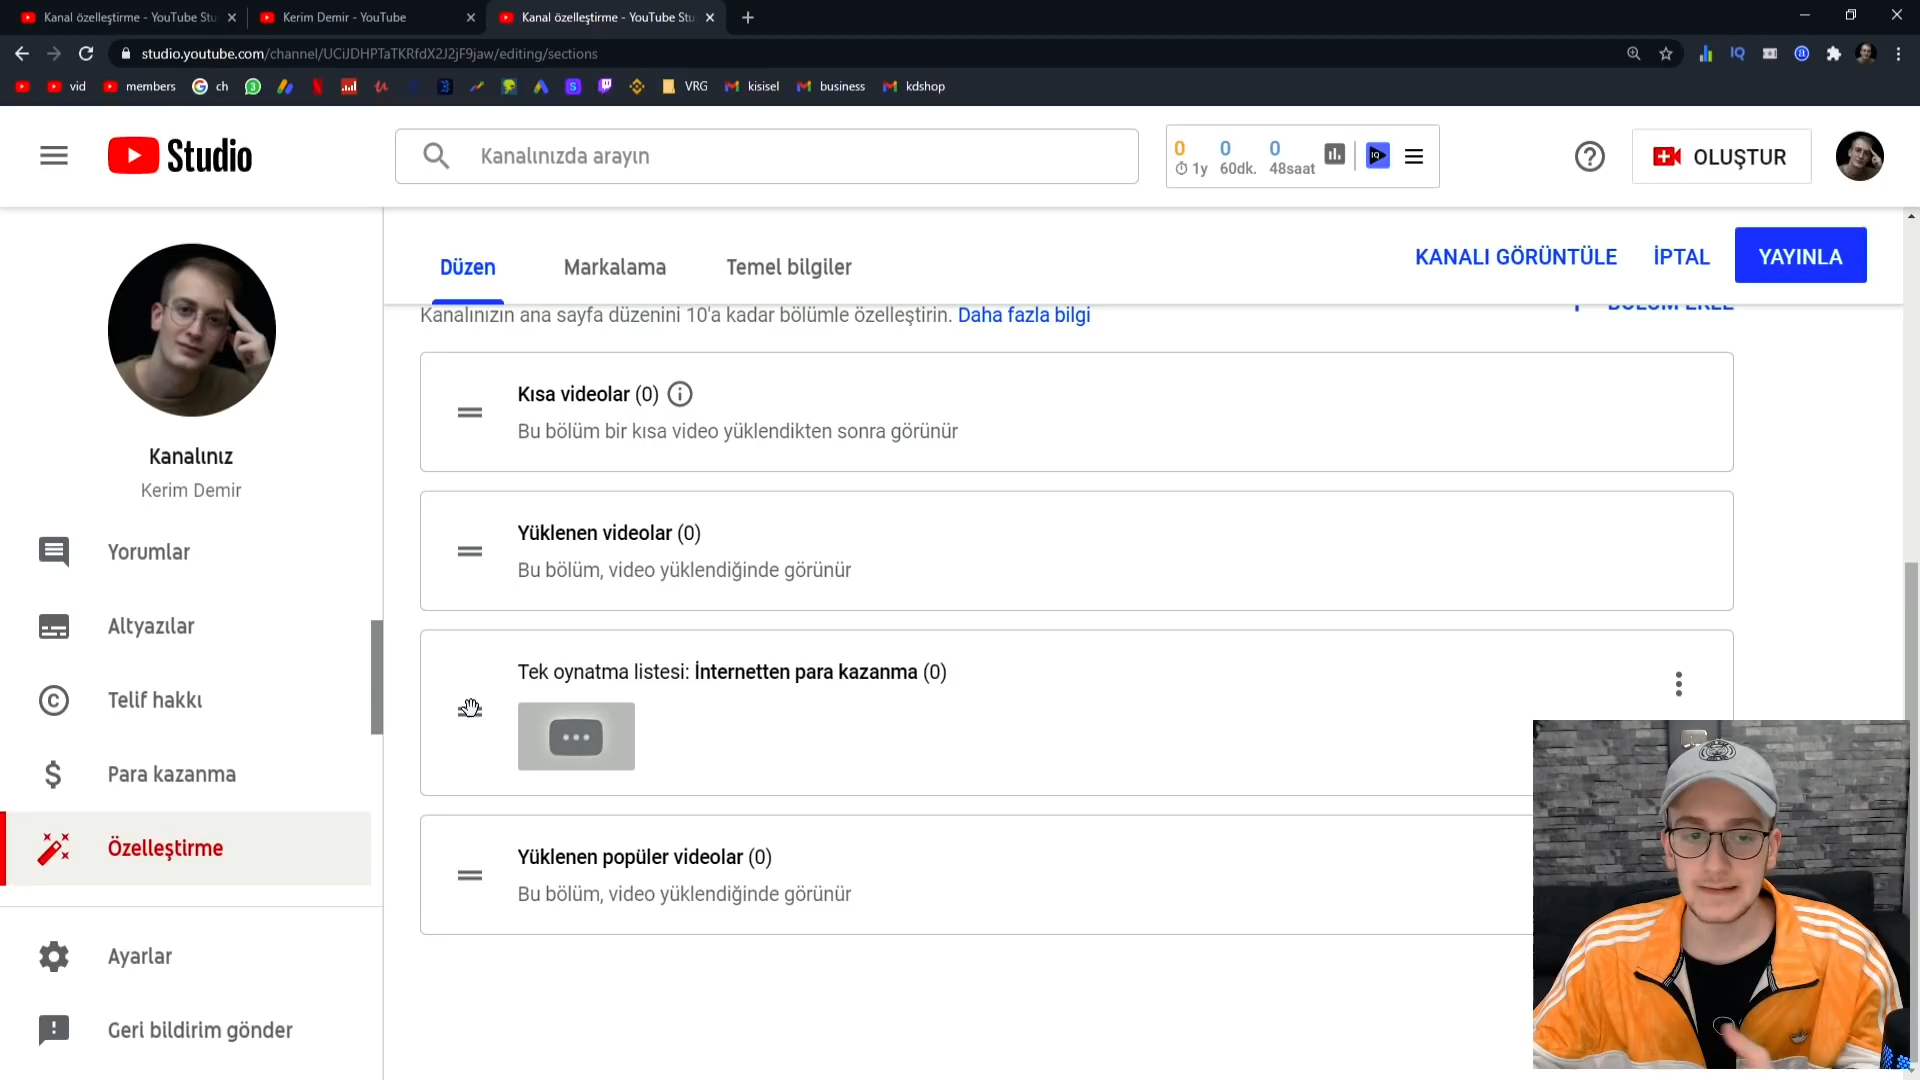 Kanal özelleştirme - YouTube Stu
Kerim Demir - YouTube
Kanal özelleştirme - YouTube Stu
studio.youtube.com/channel/UCiJDHPTaTKRfdX2J2jF9jaw/editing/sections
vid
members
ch
VRG
kisisel
business
kdshop
Studio
Kanalınızda arayın
0 0 0
1y 60dk. 48saat
IQ
OLUŞTUR
Düzen
Markalama
Temel bilgiler
KANALI GÖRÜNTÜLE
İPTAL
YAYINLA
Kanalınızın ana sayfa düzenini 10'a kadar bölümle özelleştirin. Daha fazla bilgi
BÖLÜM EKLE
Kısa videolar (0)
Bu bölüm bir kısa video yüklendikten sonra görünür
Yüklenen videolar (0)
Bu bölüm, video yüklendiğinde görünür
Tek oynatma listesi: İnternetten para kazanma (0)
Yüklenen popüler videolar (0)
Bu bölüm, video yüklendiğinde görünür
Kanalınız
Kerim Demir
Yorumlar
Altyazılar
Telif hakkı
Para kazanma
Özelleştirme
Ayarlar
Geri bildirim gönder